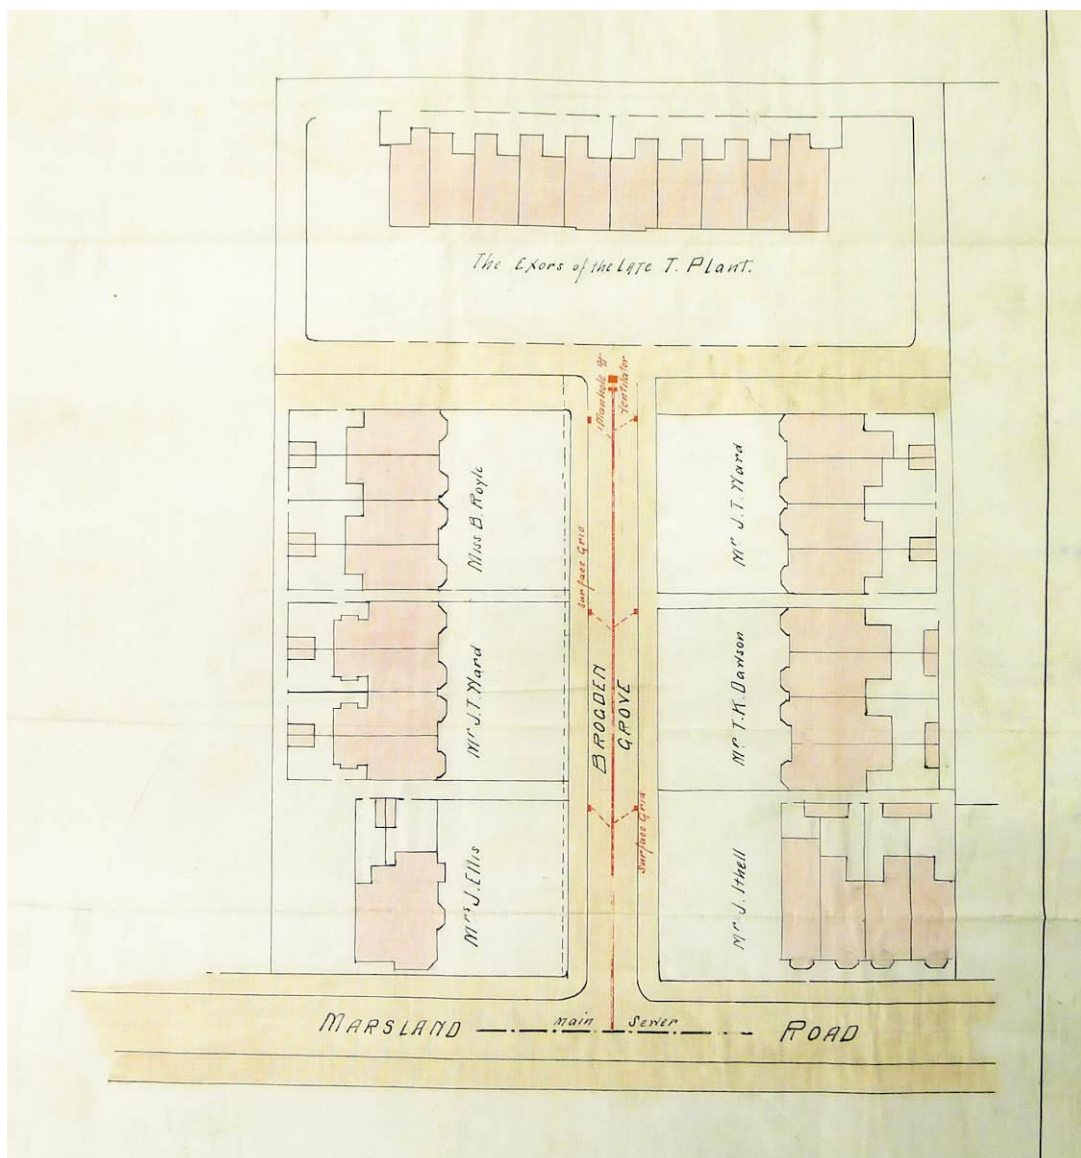 The Exors of the LATE T. Plant.
Manhole &
Ventilator
Miss B. Royle
Mr J. T. Ward
Surface Grid
Mr J. T. Ward
BROGDEN
GROVE
Mr T. K. Dawson
Surface Grid
Mrs J. Ellis
Mr J. Ithell
MARSLAND main Sewer ROAD